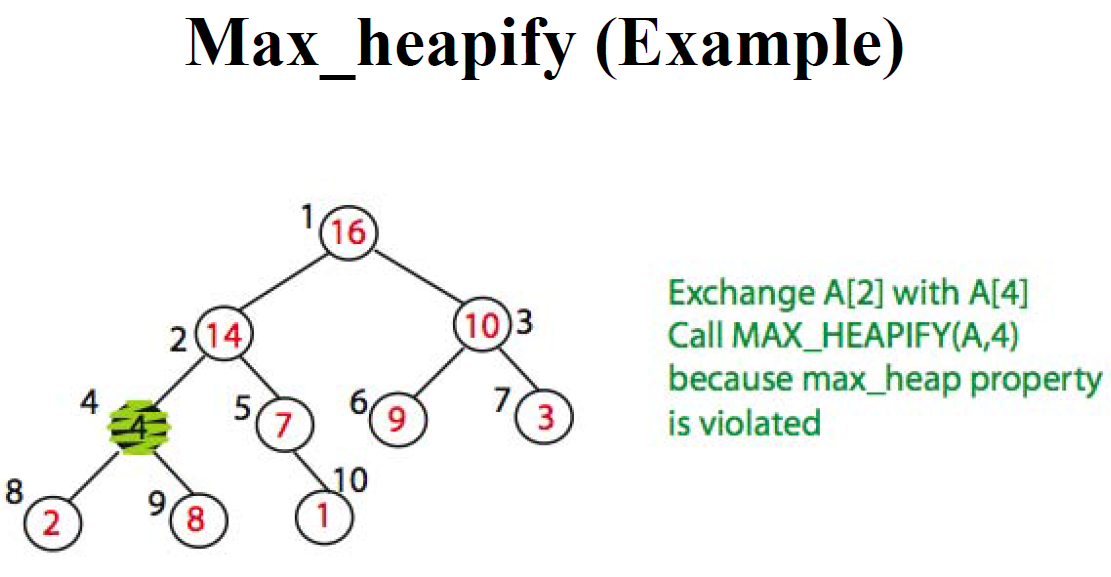 Max_heapify (Example)
1 16
2 14 10 3
4 4 5 7 6 9 7 3
8 2 9 8 10 1
Exchange A[2] with A[4]
Call MAX_HEAPIFY(A,4)
because max_heap property
is violated